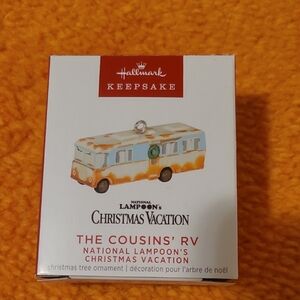 Hallmark
KEEPSAKE
NATIONAL
LAMPOON's
CHRISTMAS VACATION
THE COUSINS' RV
NATIONAL LAMPOON'S
CHRISTMAS VACATION
christmas tree ornament | décoration pour l'arbre de noël